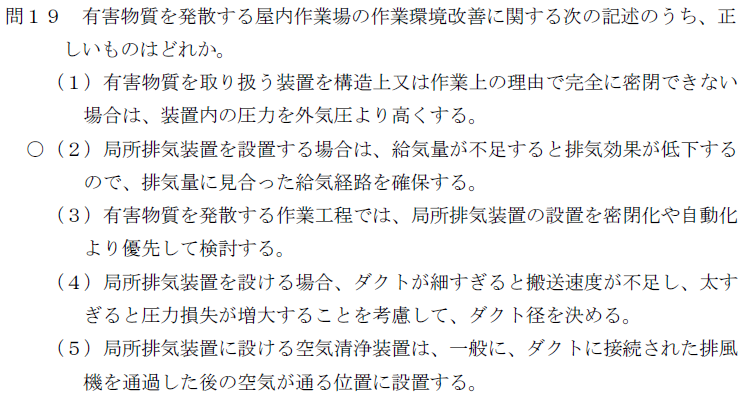 問１９　有害物質を発散する屋内作業場の作業環境改善に関する次の記述のうち、正
しいものはどれか。
（１）有害物質を取り扱う装置を構造上又は作業上の理由で完全に密閉できない
場合は、装置内の圧力を外気圧より高くする。
○（２）局所排気装置を設置する場合は、給気量が不足すると排気効果が低下する
ので、排気量に見合った給気経路を確保する。
（３）有害物質を発散する作業工程では、局所排気装置の設置を密閉化や自動化
より優先して検討する。
（４）局所排気装置を設ける場合、ダクトが細すぎると搬送速度が不足し、太す
ぎると圧力損失が増大することを考慮して、ダクト径を決める。
（５）局所排気装置に設ける空気清浄装置は、一般に、ダクトに接続された排風
機を通過した後の空気が通る位置に設置する。